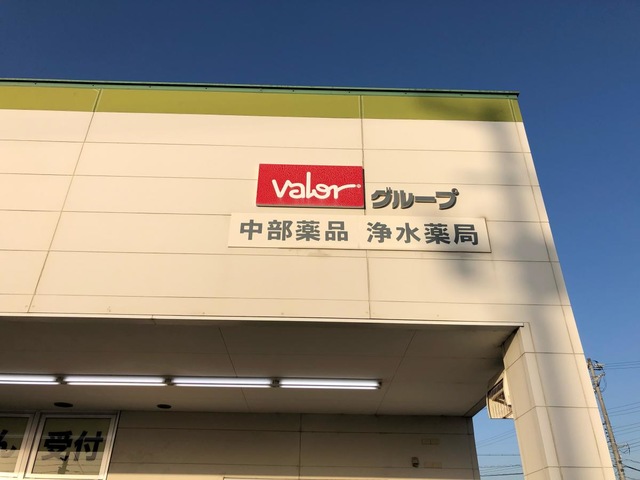 valor グループ
中部薬品 浄水薬局
受付